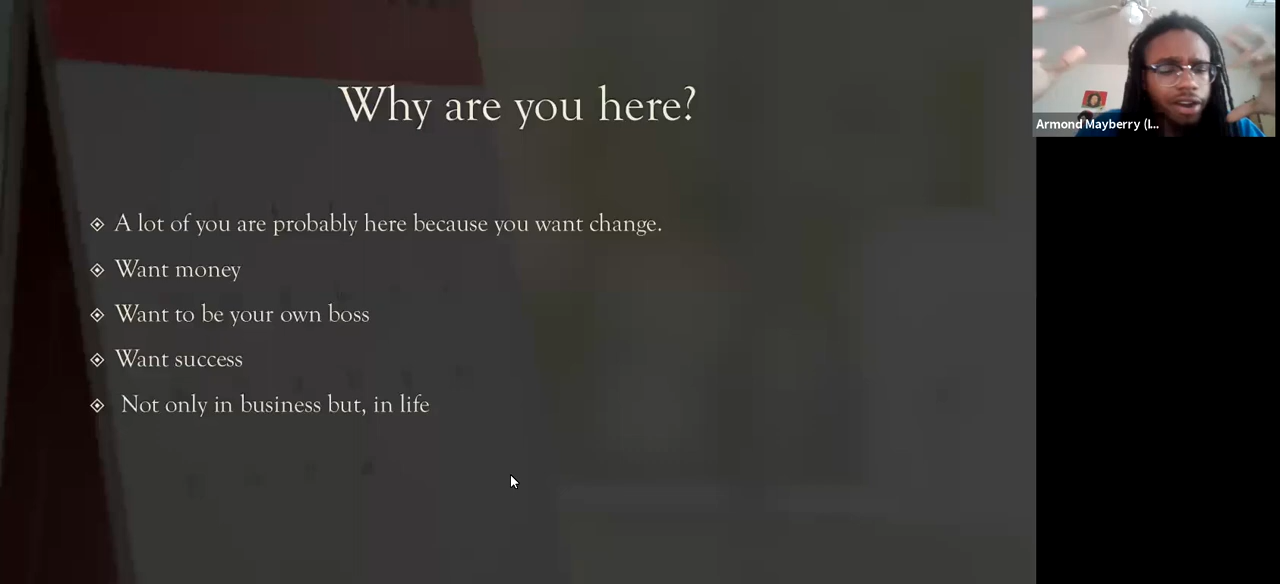 Why are you here?
A lot of you are probably here because you want change.
Want money
Want to be your own boss
Want success
Not only in business but, in life
Armond Mayberry (I...